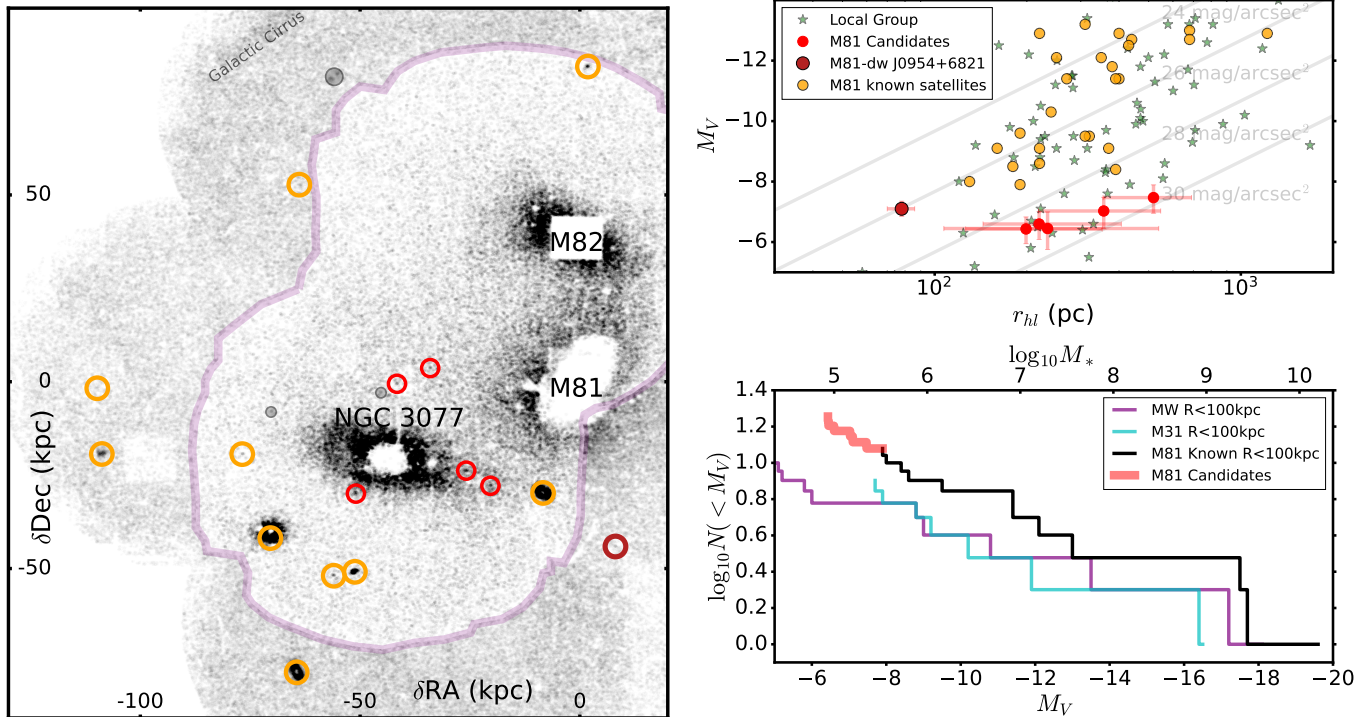 Galactic Cirrus
M82
M81
NGC 3077
50
0
-50
δDec (kpc)
-100
-50
0
δRA (kpc)
Local Group
M81 Candidates
M81-dw J0954+6821
M81 known satellites
24 mag/arcsec²
26 mag/arcsec²
28 mag/arcsec²
30 mag/arcsec²
−12
−10
−8
−6
M_V
10²
10³
r_hl (pc)
log₁₀M_*
5
6
7
8
9
10
MW R<100kpc
M31 R<100kpc
M81 Known R<100kpc
M81 Candidates
1.4
1.2
1.0
0.8
0.6
0.4
0.2
0.0
log₁₀N(<M_V)
−6
−8
−10
−12
−14
−16
−18
−20
M_V